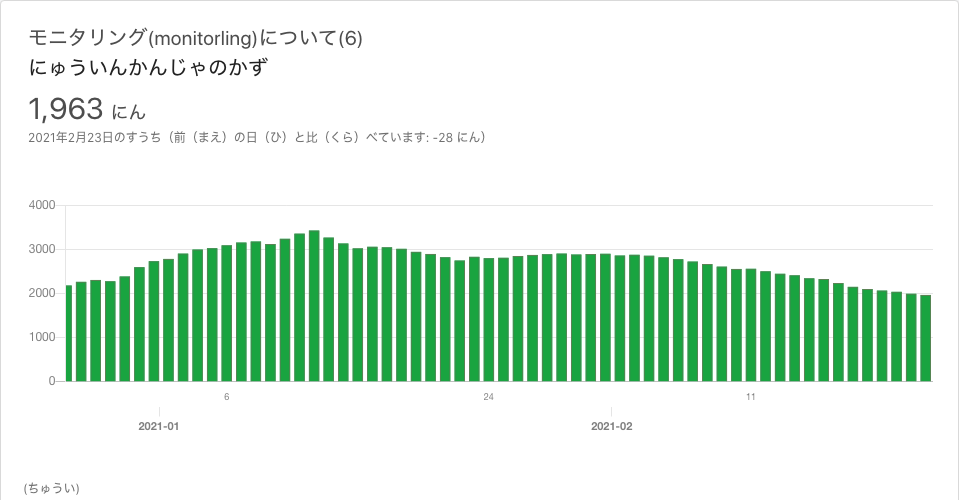 モニタリング(monitorling)について(6)
にゅういんかんじゃのかず
1,963 にん
2021年2月23日のすうち（前（まえ）の日（ひ）と比（くら）べています: -28 にん）
4000
3000
2000
1000
0
6 24 11
2021-01 2021-02
(ちゅうい)